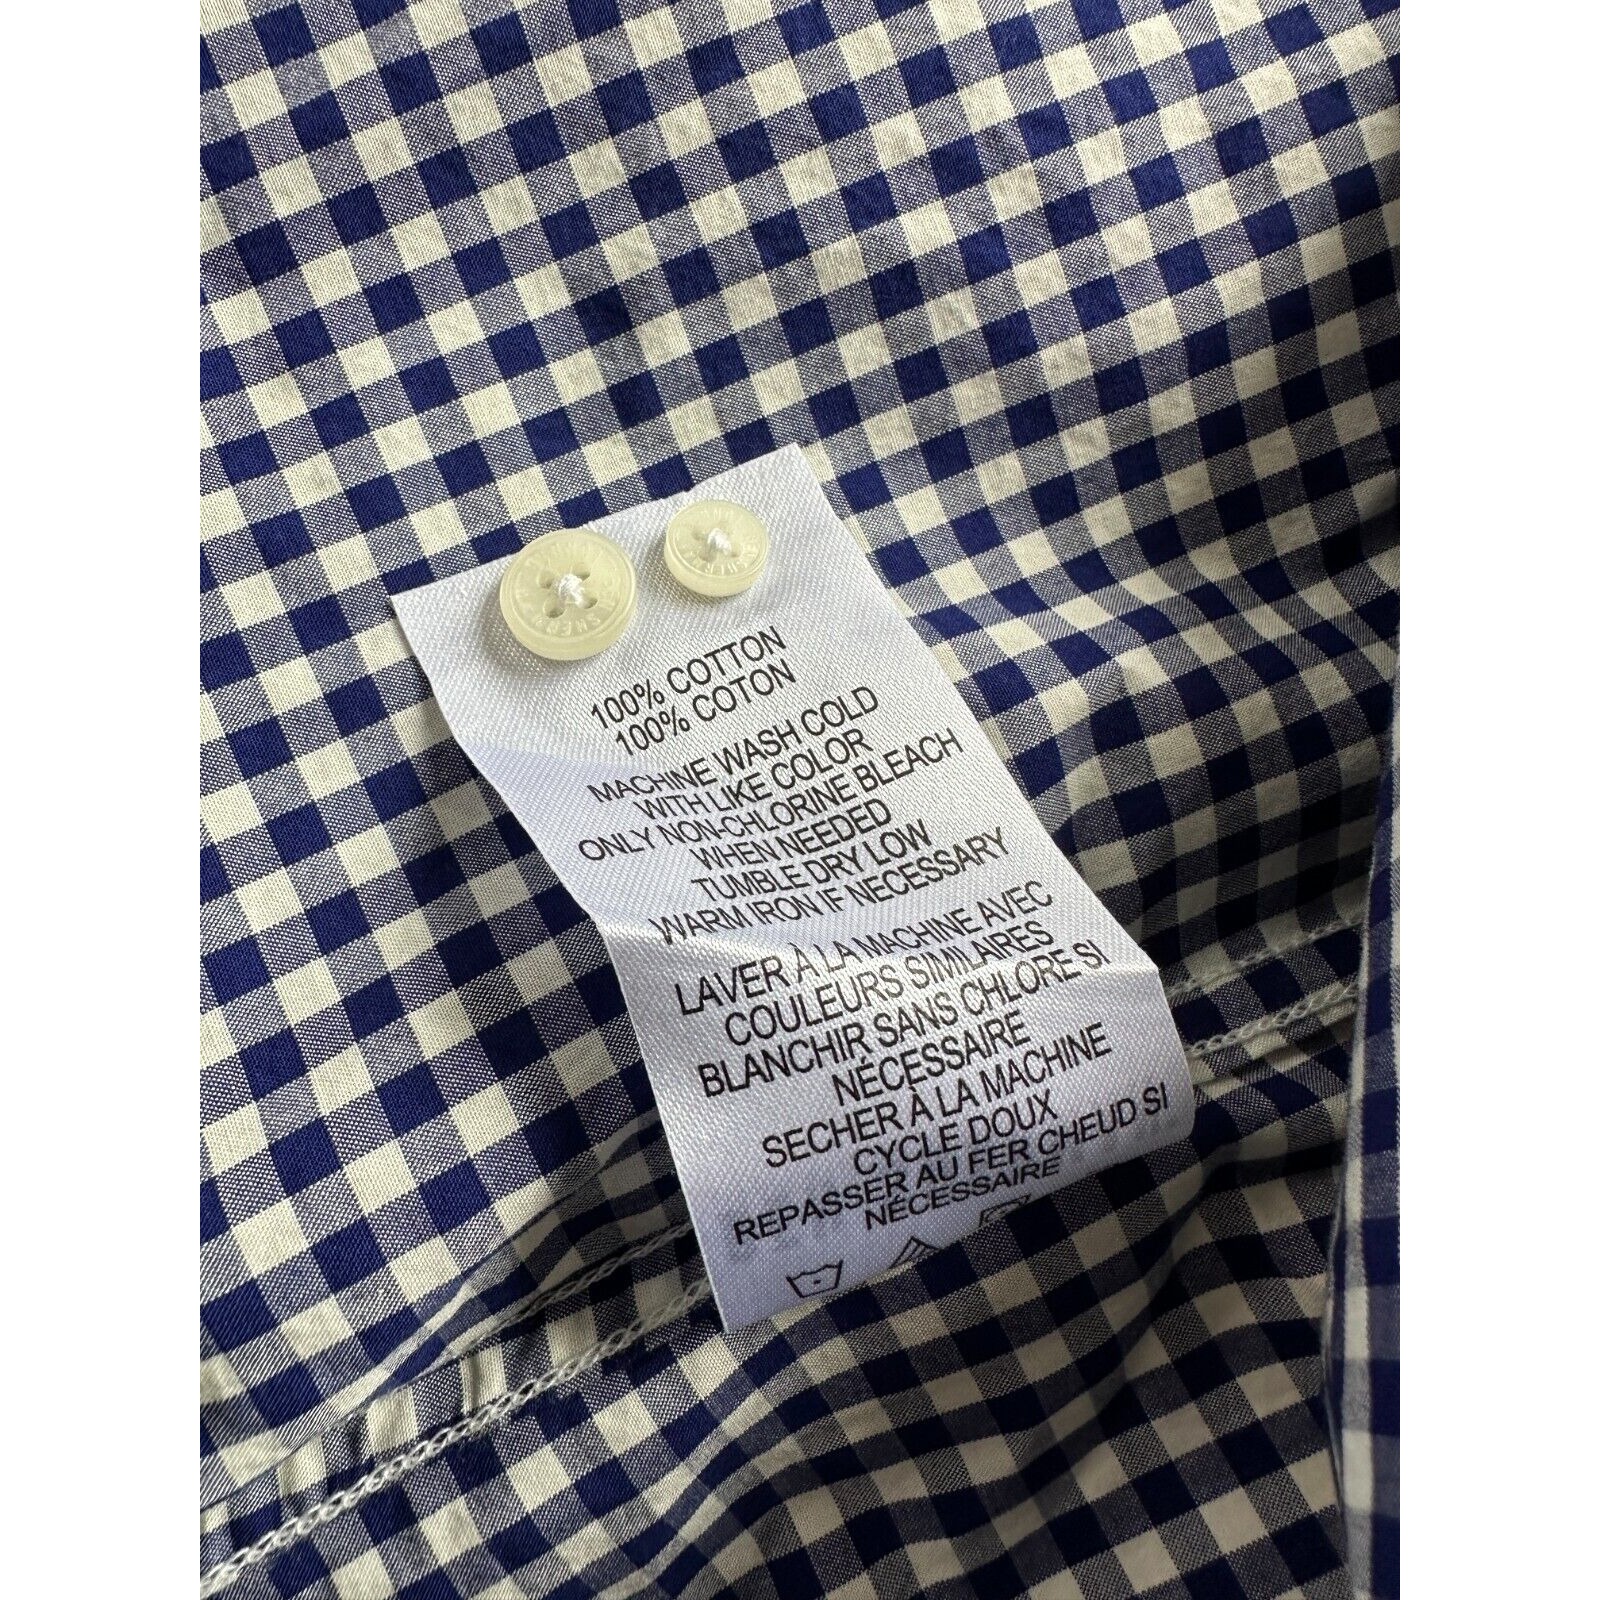 100% COTTON
100% COTON
MACHINE WASH COLD
WITH LIKE COLOR
ONLY NON-CHLORINE BLEACH
WHEN NEEDED
TUMBLE DRY LOW
WARM IRON IF NECESSARY
LAVER À LA MACHINE AVEC
COULEURS SIMILAIRES
BLANCHIR SANS CHLORE SI
NÉCESSAIRE
SECHER À LA MACHINE
CYCLE DOUX
REPASSER AU FER CHEUD SI
NÉCESSAIRE